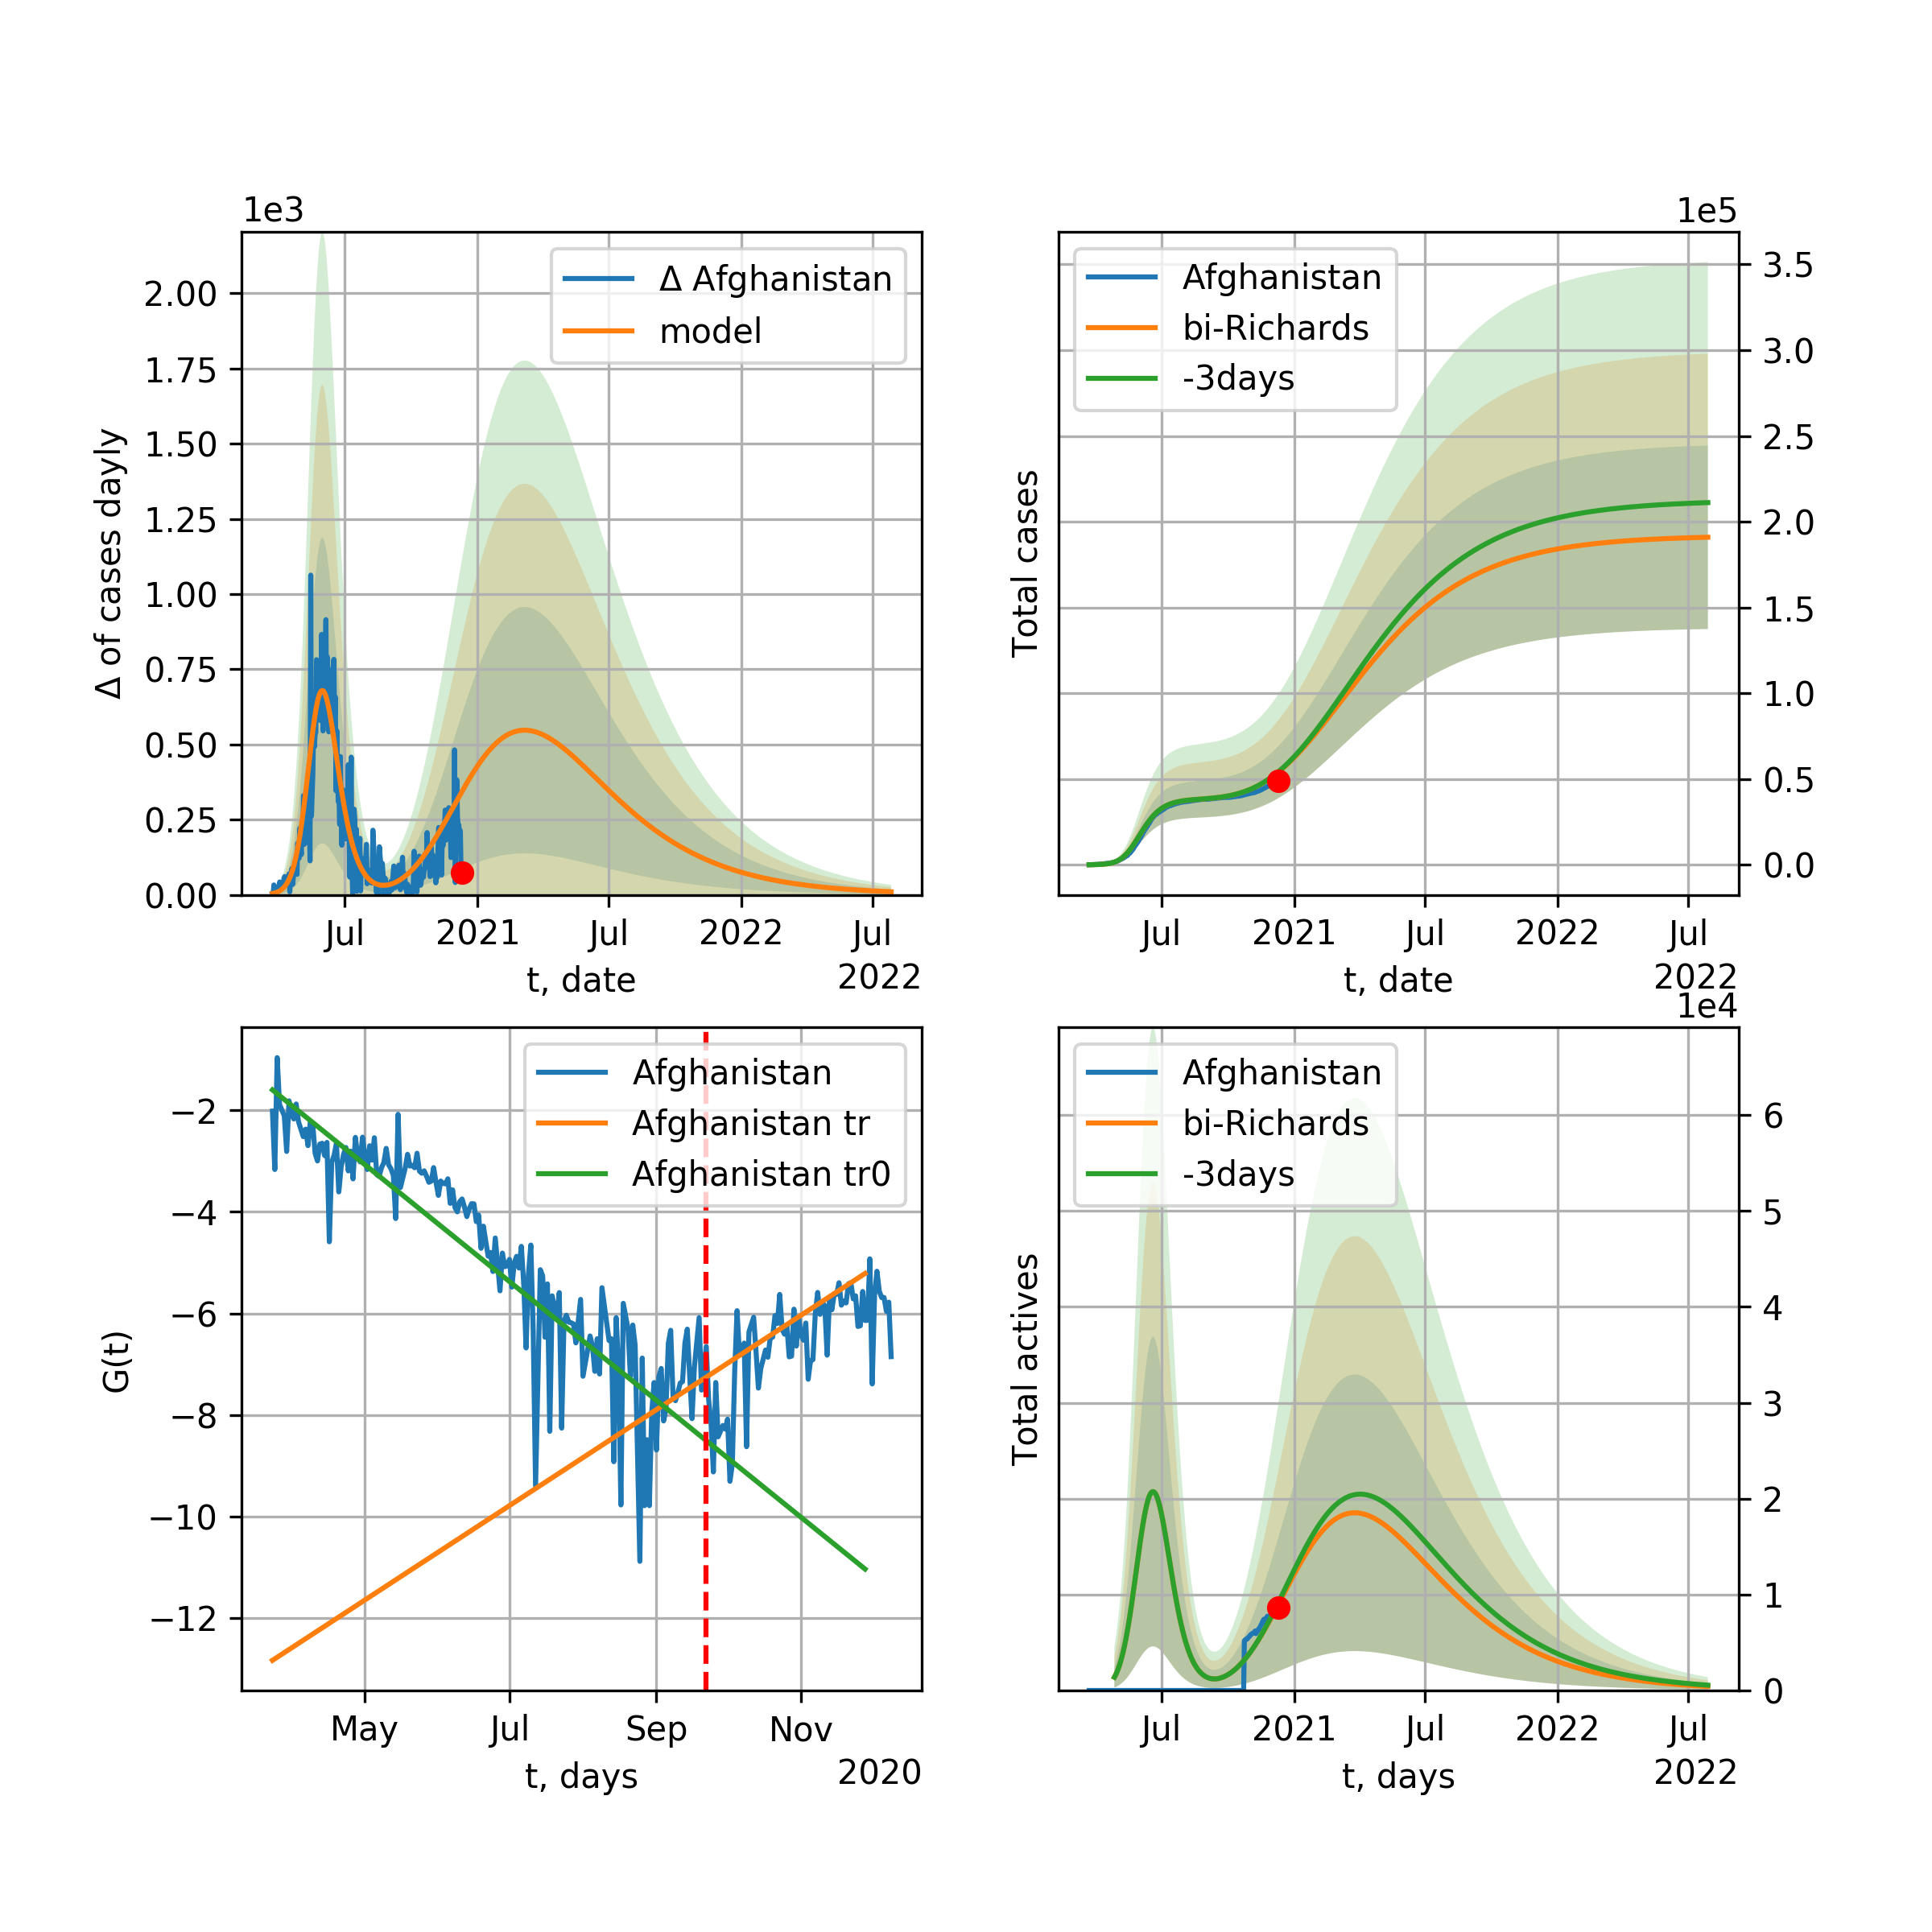 1e3
2.00
1.75
1.50
1.25
1.00
0.75
0.50
0.25
0.00
Δ of cases dayly
Δ Afghanistan
model
Jul
2021
Jul
2022
Jul
t, date
2022
1e5
3.5
3.0
2.5
2.0
1.5
1.0
0.5
0.0
Total cases
Afghanistan
bi-Richards
-3days
Jul
2021
Jul
2022
Jul
t, date
2022
−2
−4
−6
−8
−10
−12
G(t)
Afghanistan
Afghanistan tr
Afghanistan tr0
May
Jul
Sep
Nov
t, days
2020
1e4
6
5
4
3
2
1
0
Total actives
Afghanistan
bi-Richards
-3days
Jul
2021
Jul
2022
Jul
t, days
2022